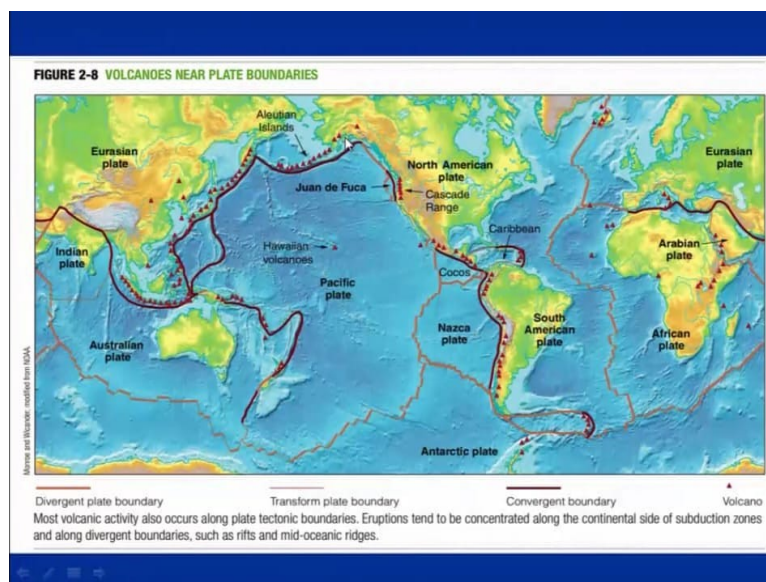 FIGURE 2-8 VOLCANOES NEAR PLATE BOUNDARIES
Aleutian
Islands
Eurasian
plate
North American
plate
Eurasian
plate
Juan de Fuca
Cascade
Range
Caribbean
Indian
plate
Hawaiian
volcanoes
Arabian
plate
Cocos
Pacific
plate
Australian
plate
Nazca
plate
South
American
plate
African
plate
Antarctic plate
Monroe and Wicander, modified from NOAA.
Divergent plate boundary
Transform plate boundary
Convergent boundary
Volcano
Most volcanic activity also occurs along plate tectonic boundaries. Eruptions tend to be concentrated along the continental side of subduction zones
and along divergent boundaries, such as rifts and mid-oceanic ridges.